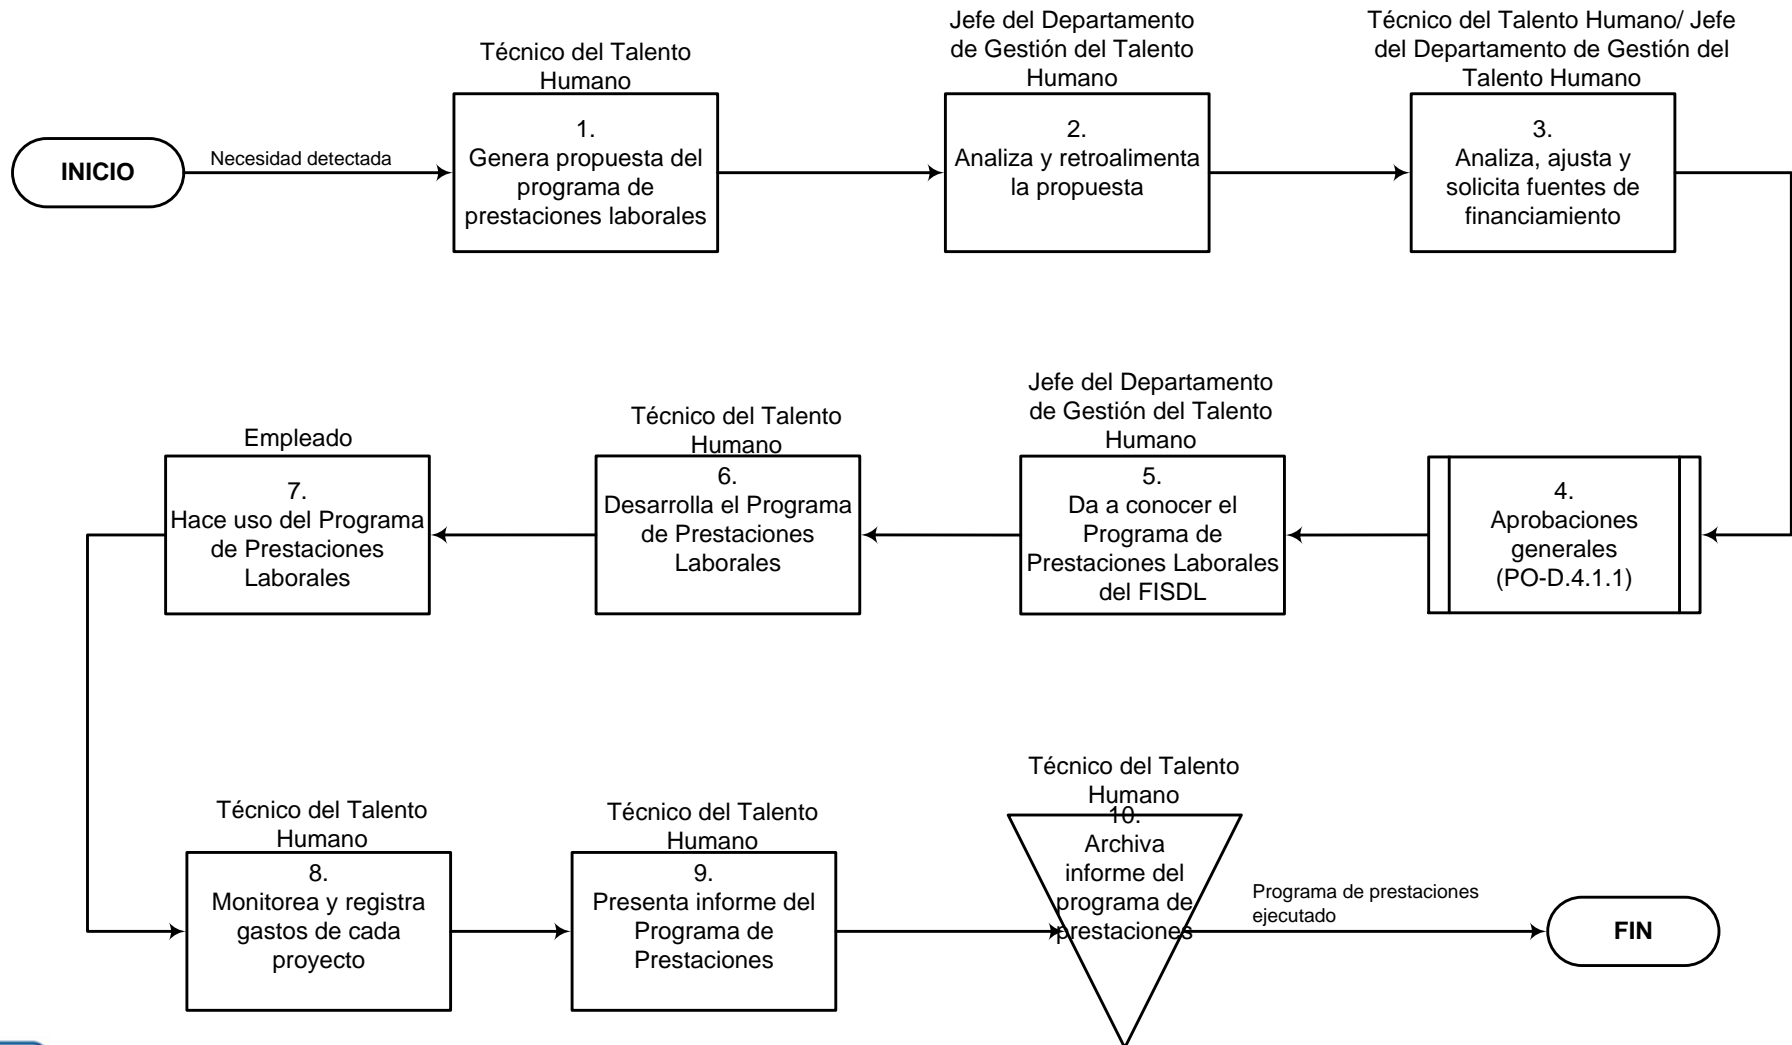 INICIO
Necesidad detectada
Técnico del Talento
Humano
1.
Genera propuesta del
programa de
prestaciones laborales
Jefe del Departamento
de Gestión del Talento
Humano
2.
Analiza y retroalimenta
la propuesta
Técnico del Talento Humano/ Jefe
del Departamento de Gestión del
Talento Humano
3.
Analiza, ajusta y
solicita fuentes de
financiamiento
4.
Aprobaciones
generales
(PO-D.4.1.1)
Jefe del Departamento
de Gestión del Talento
Humano
5.
Da a conocer el
Programa de
Prestaciones Laborales
del FISDL
Técnico del Talento
Humano
6.
Desarrolla el Programa
de Prestaciones
Laborales
Empleado
7.
Hace uso del Programa
de Prestaciones
Laborales
Técnico del Talento
Humano
8.
Monitorea y registra
gastos de cada
proyecto
Técnico del Talento
Humano
9.
Presenta informe del
Programa de
Prestaciones
Técnico del Talento
Humano
10.
Archiva
informe del
programa de
prestaciones
Programa de prestaciones
ejecutado
FIN